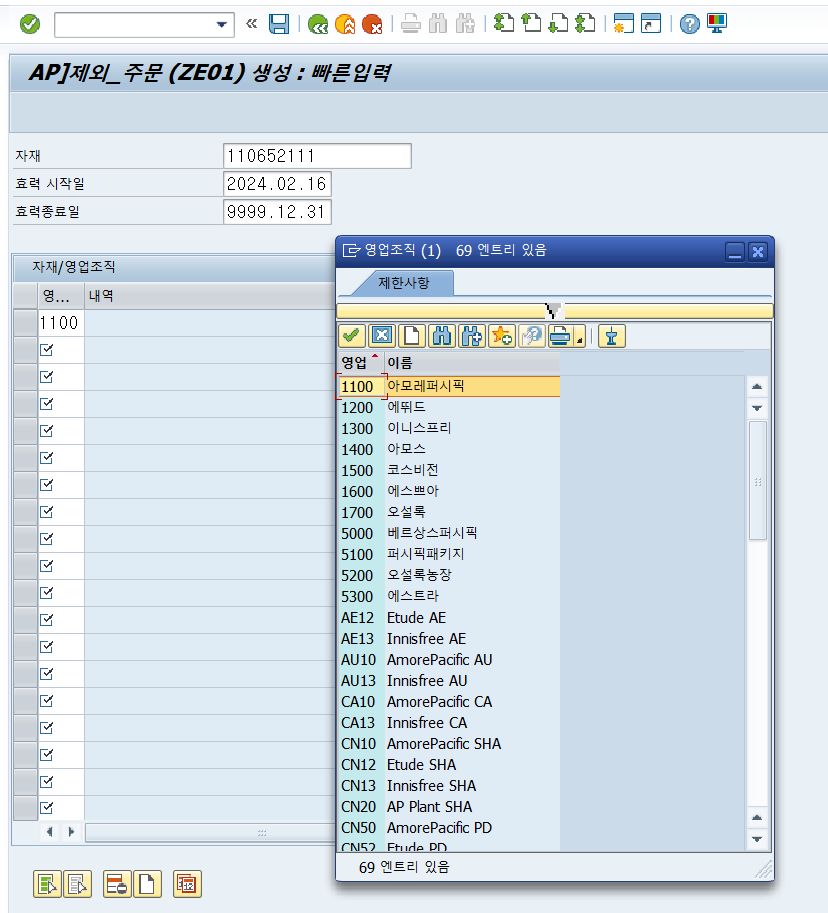 AP]제외_주문 (ZE01) 생성 : 빠른입력
자재 110652111
효력 시작일 2024.02.16
효력종료일 9999.12.31
자재/영업조직
영... 내역
1100
영업조직 (1) 69 엔트리 있음
제한사항
영업 이름
1100 아모레퍼시픽
1200 에뛰드
1300 이니스프리
1400 아모스
1500 코스비전
1600 에스쁘아
1700 오설록
5000 베르상스퍼시픽
5100 퍼시픽패키지
5200 오설록농장
5300 에스트라
AE12 Etude AE
AE13 Innisfree AE
AU10 AmorePacific AU
AU13 Innisfree AU
CA10 AmorePacific CA
CA13 Innisfree CA
CN10 AmorePacific SHA
CN12 Etude SHA
CN13 Innisfree SHA
CN20 AP Plant SHA
CN50 AmorePacific PD
CN52 Etude PD
69 엔트리 있음